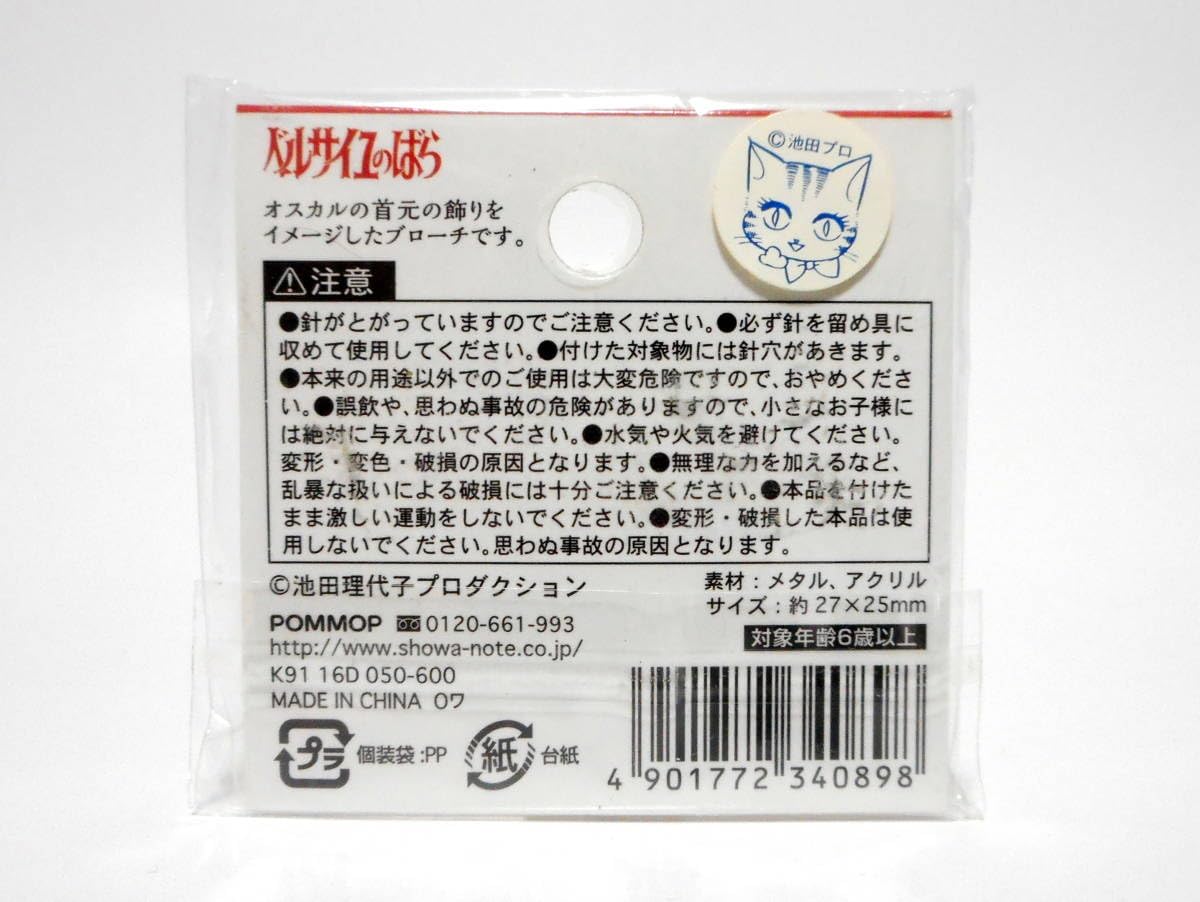 ベルサイユのばら
©池田プロ
オスカルの首元の飾りを
イメージしたブローチです。
⚠注意
●針がとがっていますのでご注意ください。●必ず針を留め具に
収めて使用してください。●付けた対象物には針穴があきます。
●本来の用途以外でのご使用は大変危険ですので、おやめくださ
い。●誤飲や、思わぬ事故の危険がありますので、小さなお子様に
は絶対に与えないでください。●水気や火気を避けてください。
変形・変色・破損の原因となります。●無理な力を加えるなど、
乱暴な扱いによる破損には十分ご注意ください。●本品を付けた
まま激しい運動をしないでください。●変形・破損した本品は使
用しないでください。思わぬ事故の原因となります。
©池田理代子プロダクション
素材：メタル、アクリル
サイズ：約27×25mm
対象年齢6歳以上
POMMOP 0120-661-993
http://www.showa-note.co.jp/
K91 16D 050-600
MADE IN CHINA 07
プラ 個装袋:PP 紙 台紙
4 901772 340898